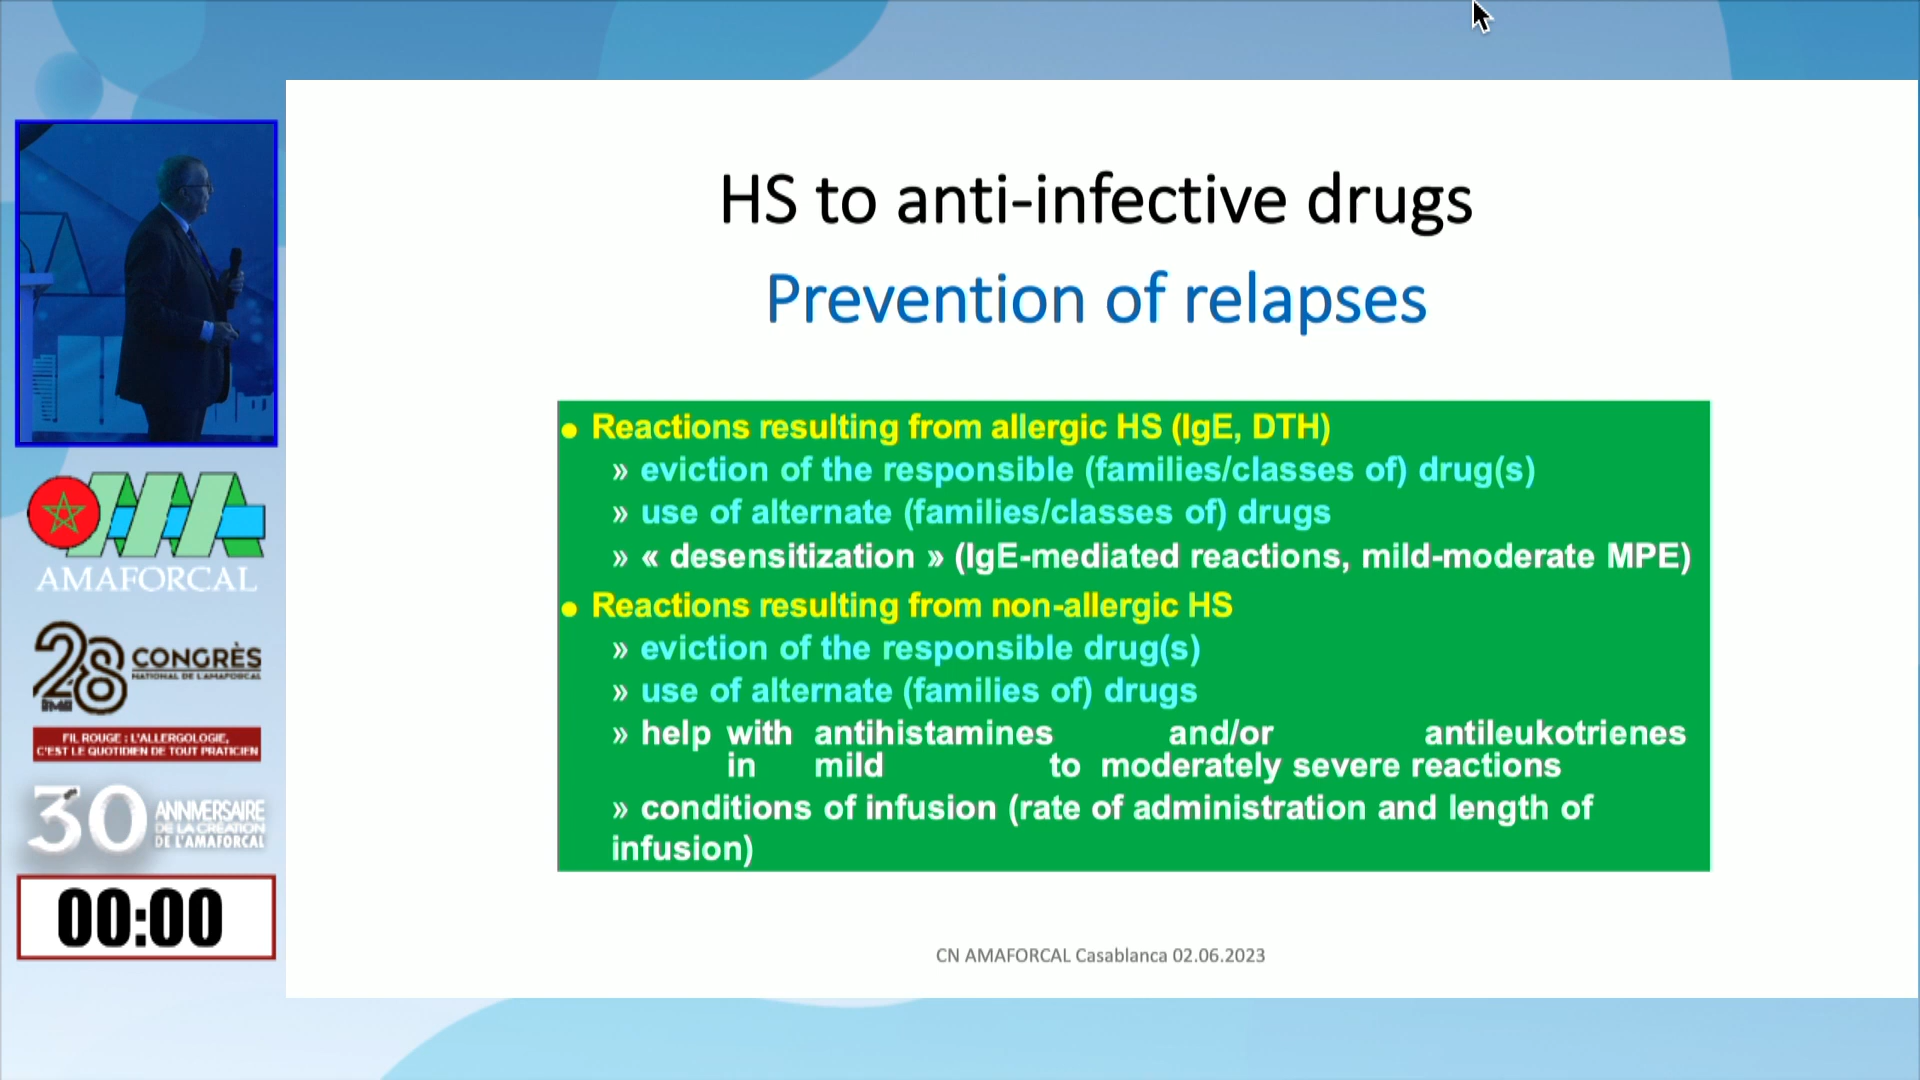 HS to anti-infective drugs
Prevention of relapses
• Reactions resulting from allergic HS (IgE, DTH)
» eviction of the responsible (families/classes of) drug(s)
» use of alternate (families/classes of) drugs
» « desensitization » (IgE-mediated reactions, mild-moderate MPE)
• Reactions resulting from non-allergic HS
» eviction of the responsible drug(s)
» use of alternate (families of) drugs
» help with antihistamines and/or antileukotrienes
in mild to moderately severe reactions
» conditions of infusion (rate of administration and length of
infusion)
CN AMAFORCAL Casablanca 02.06.2023
AMAFORCAL
28 CONGRÈS
NATIONAL DE L'AMAFORCAL
FIL ROUGE : L'ALLERGOLOGIE,
C'EST LE QUOTIDIEN DE TOUT PRATICIEN
30 ANNIVERSAIRE
DE LA CRÉATION
DE L'AMAFORCAL
00:00